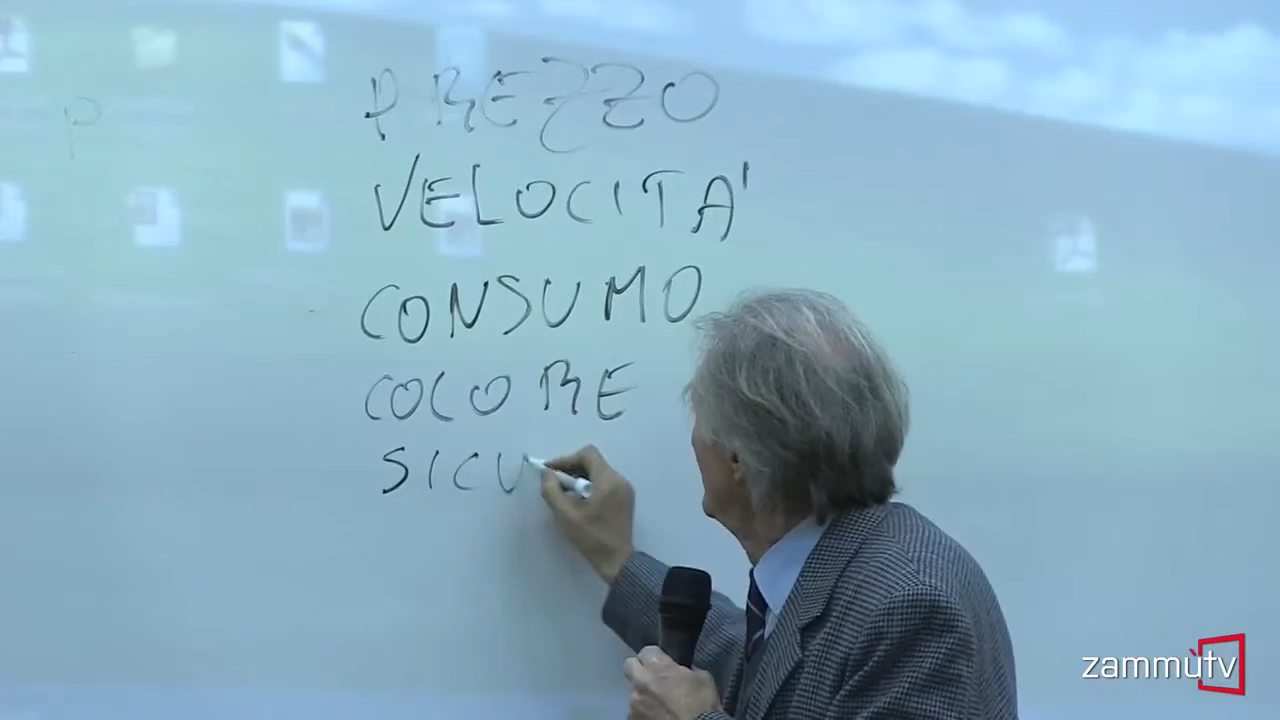 P
PREZZO
VELOCITA'
CONSUMO
COLORE
SICU
zammùtv